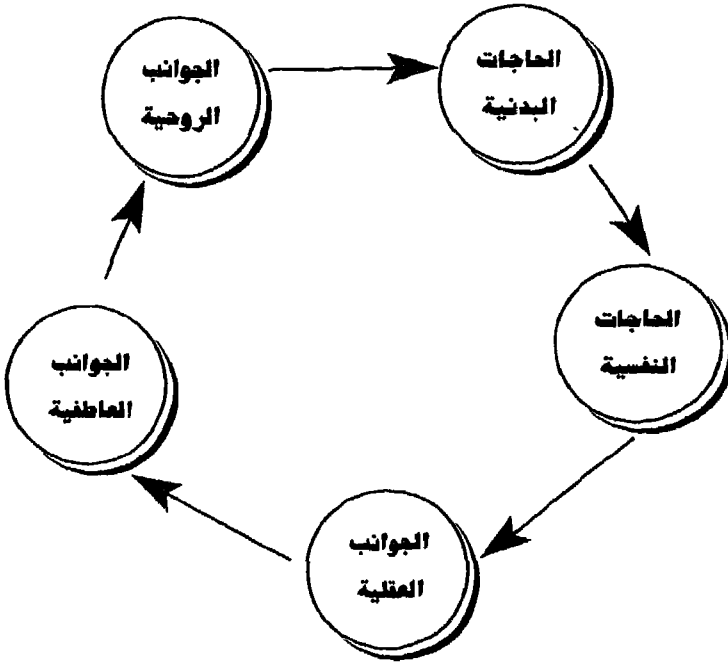 الحاجات
البدنية
الجوانب
الروحية
الحاجات
النفسية
الجوانب
العاطفية
الجوانب
العقلية